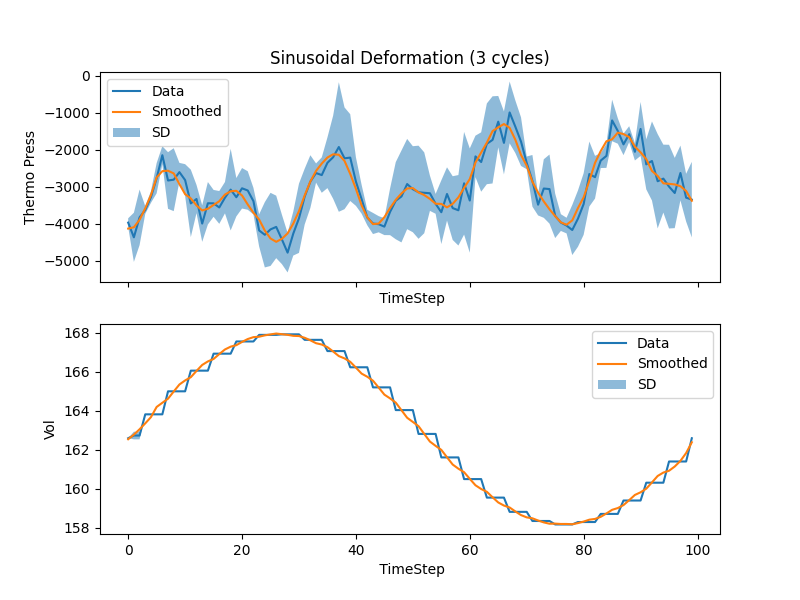 Sinusoidal Deformation (3 cycles)
Thermo Press
0
−1000
−2000
−3000
−4000
−5000
Data
Smoothed
SD
TimeStep
Vol
168
166
164
162
160
158
Data
Smoothed
SD
0 20 40 60 80 100
TimeStep